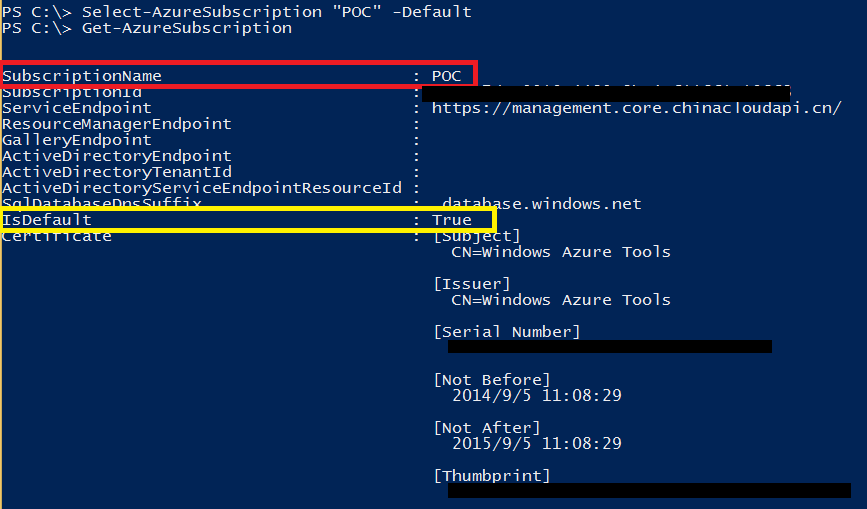 PS C:\> Select-AzureSubscription "POC" -Default
PS C:\> Get-AzureSubscription
SubscriptionName : POC
SubscriptionId :
ServiceEndpoint : https://management.core.chinacloudapi.cn/
ResourceManagerEndpoint :
GalleryEndpoint :
ActiveDirectoryEndpoint :
ActiveDirectoryTenantId :
ActiveDirectoryServiceEndpointResourceId :
SqlDatabaseDnsSuffix : .database.windows.net
IsDefault : True
Certificate : [Subject]
CN=Windows Azure Tools
[Issuer]
CN=Windows Azure Tools
[Serial Number]
[Not Before]
2014/9/5 11:08:29
[Not After]
2015/9/5 11:08:29
[Thumbprint]